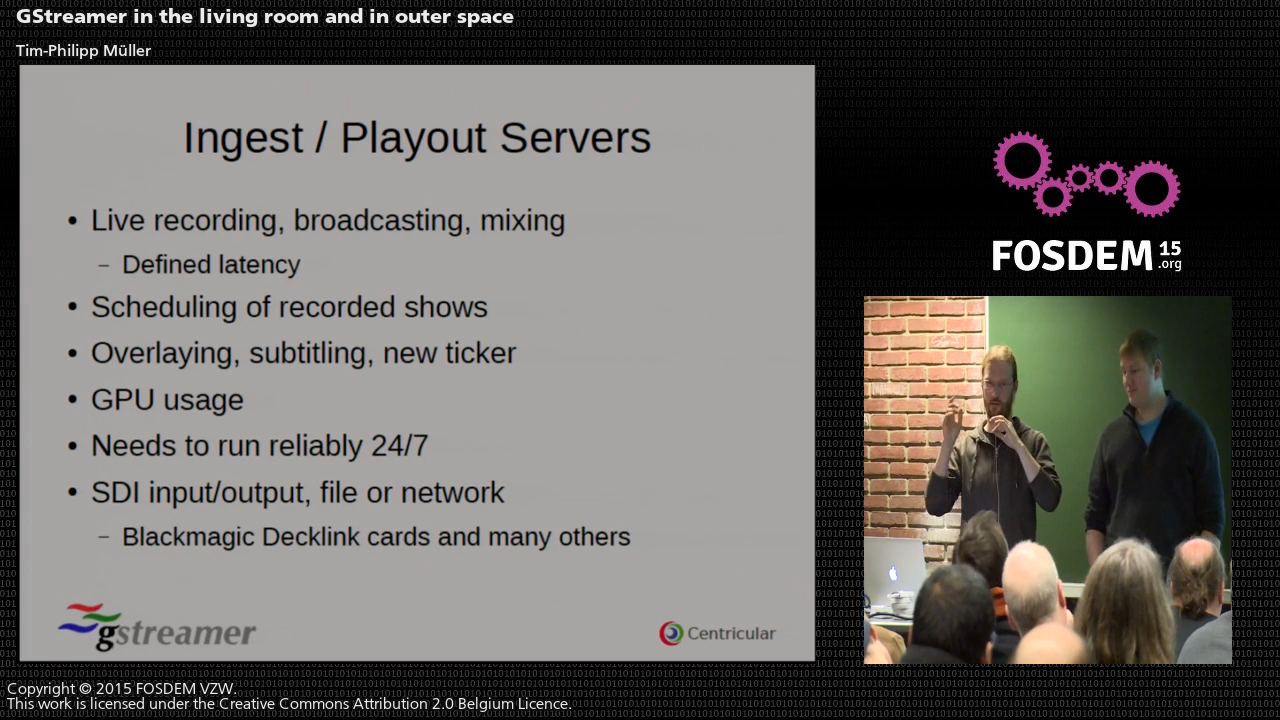 GStreamer in the living room and in outer space
Tim-Philipp Müller
Ingest / Playout Servers
• Live recording, broadcasting, mixing
– Defined latency
• Scheduling of recorded shows
• Overlaying, subtitling, new ticker
• GPU usage
• Needs to run reliably 24/7
• SDI input/output, file or network
– Blackmagic Decklink cards and many others
gstreamer
Centricular
FOSDEM 15
.org
Copyright © 2015 FOSDEM VZW.
This work is licensed under the Creative Commons Attribution 2.0 Belgium Licence.